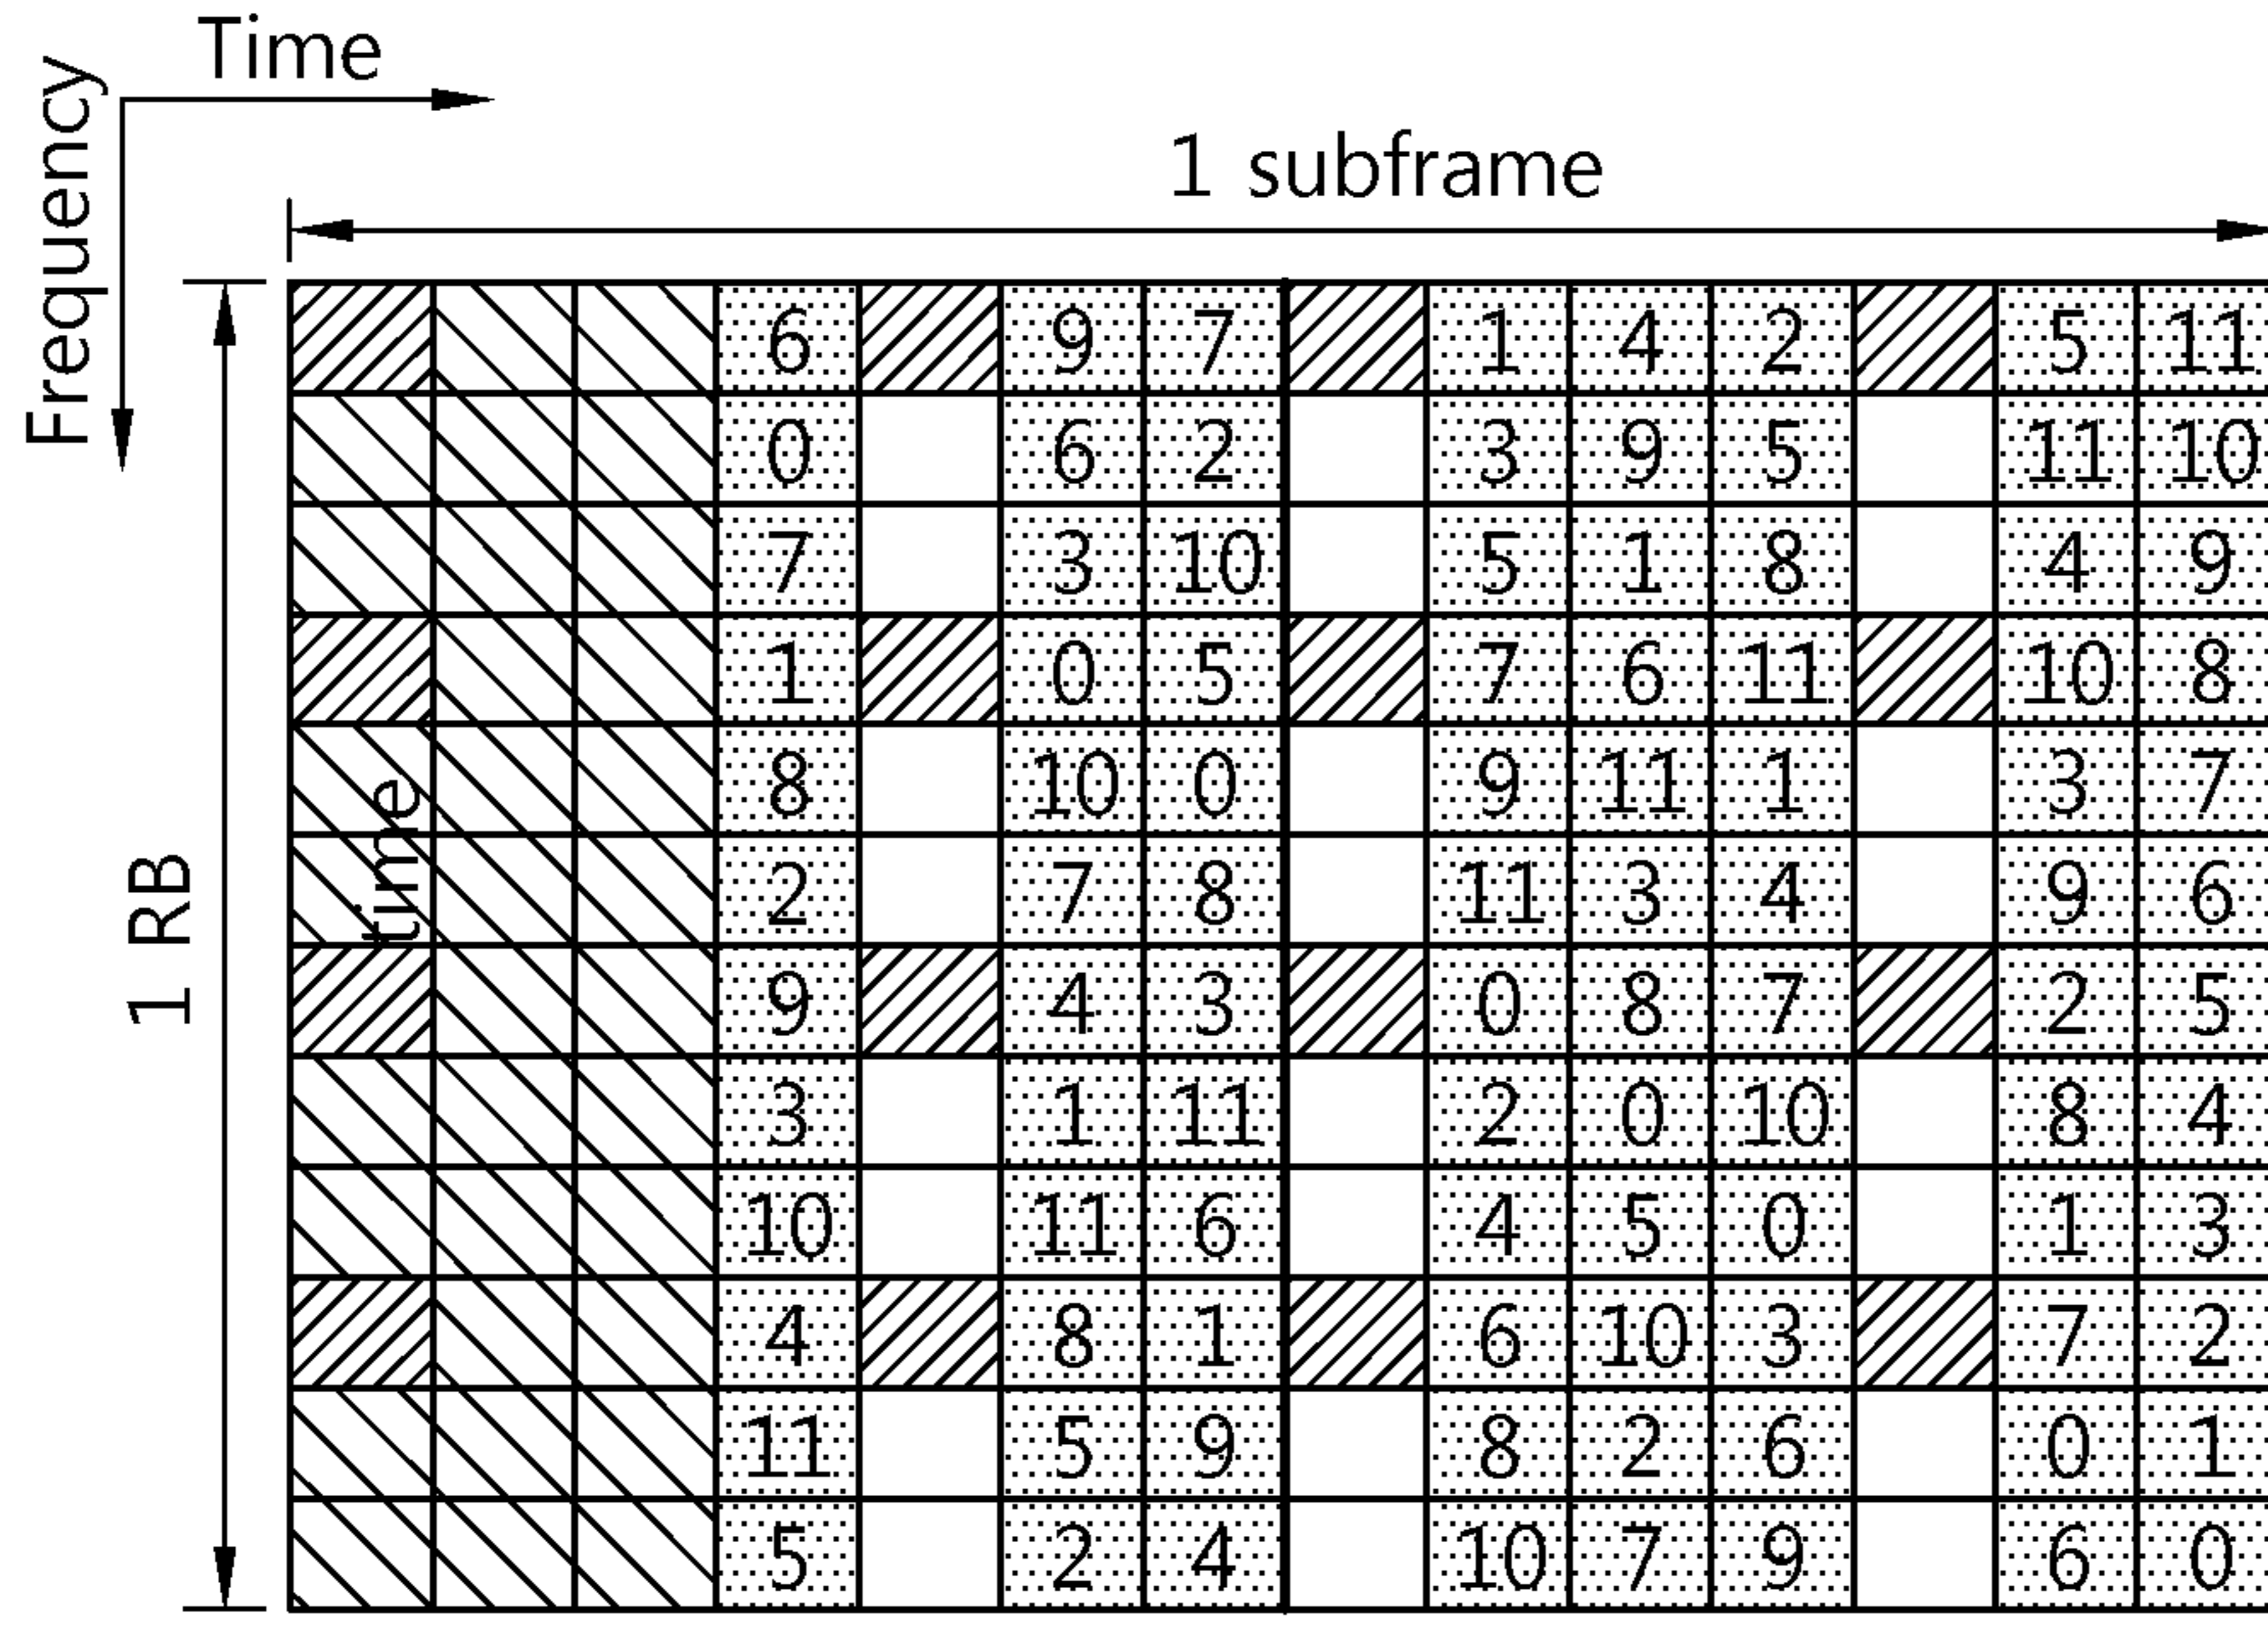 Time
Frequency
1 subframe
1 RB
time
6 9 7 1 4 2 5 11
0 6 2 3 9 5 11 10
7 3 10 5 1 8 4 9
1 0 5 7 6 11 10 8
8 10 0 9 11 1 3 7
2 7 8 11 3 4 9 6
9 4 3 0 8 7 2 5
3 1 11 2 0 10 8 4
10 11 6 4 5 0 1 3
4 8 1 6 10 3 7 2
11 5 9 8 2 6 0 1
5 2 4 10 7 9 6 0